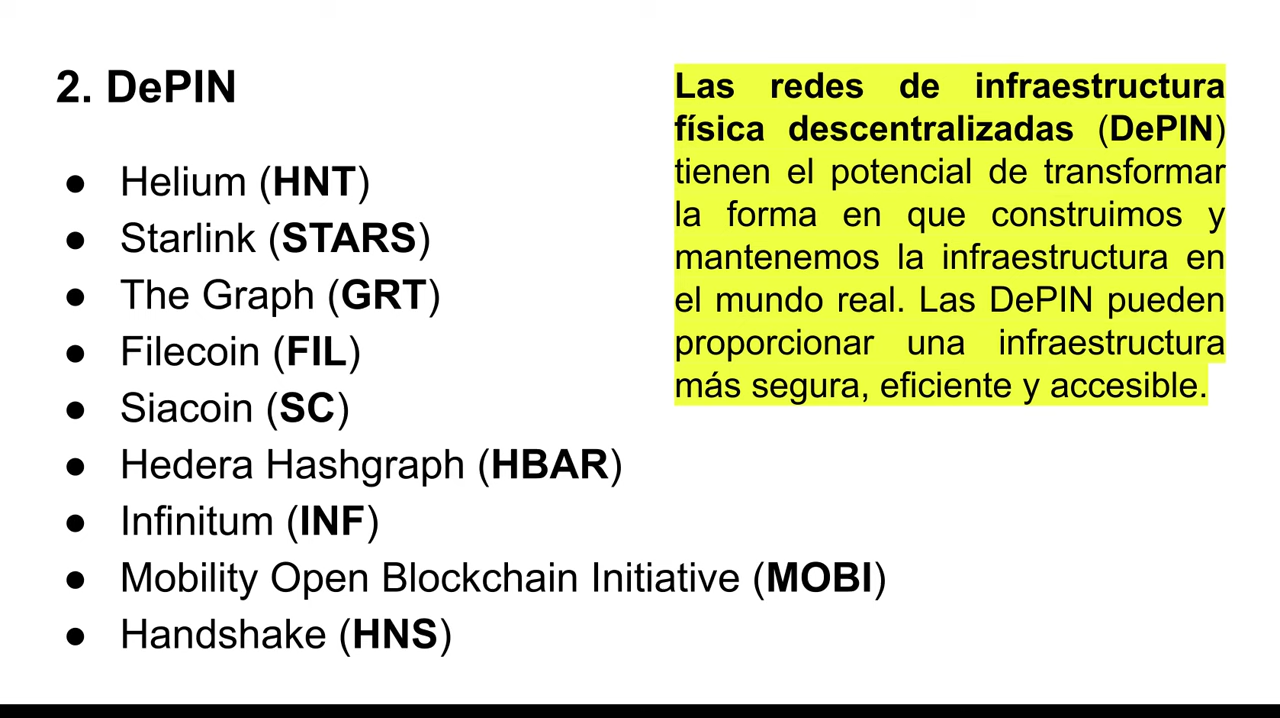 2. DePIN
● Helium (HNT)
● Starlink (STARS)
● The Graph (GRT)
● Filecoin (FIL)
● Siacoin (SC)
● Hedera Hashgraph (HBAR)
● Infinitum (INF)
● Mobility Open Blockchain Initiative (MOBI)
● Handshake (HNS)
Las redes de infraestructura
física descentralizadas (DePIN)
tienen el potencial de transformar
la forma en que construimos y
mantenemos la infraestructura en
el mundo real. Las DePIN pueden
proporcionar una infraestructura
más segura, eficiente y accesible.